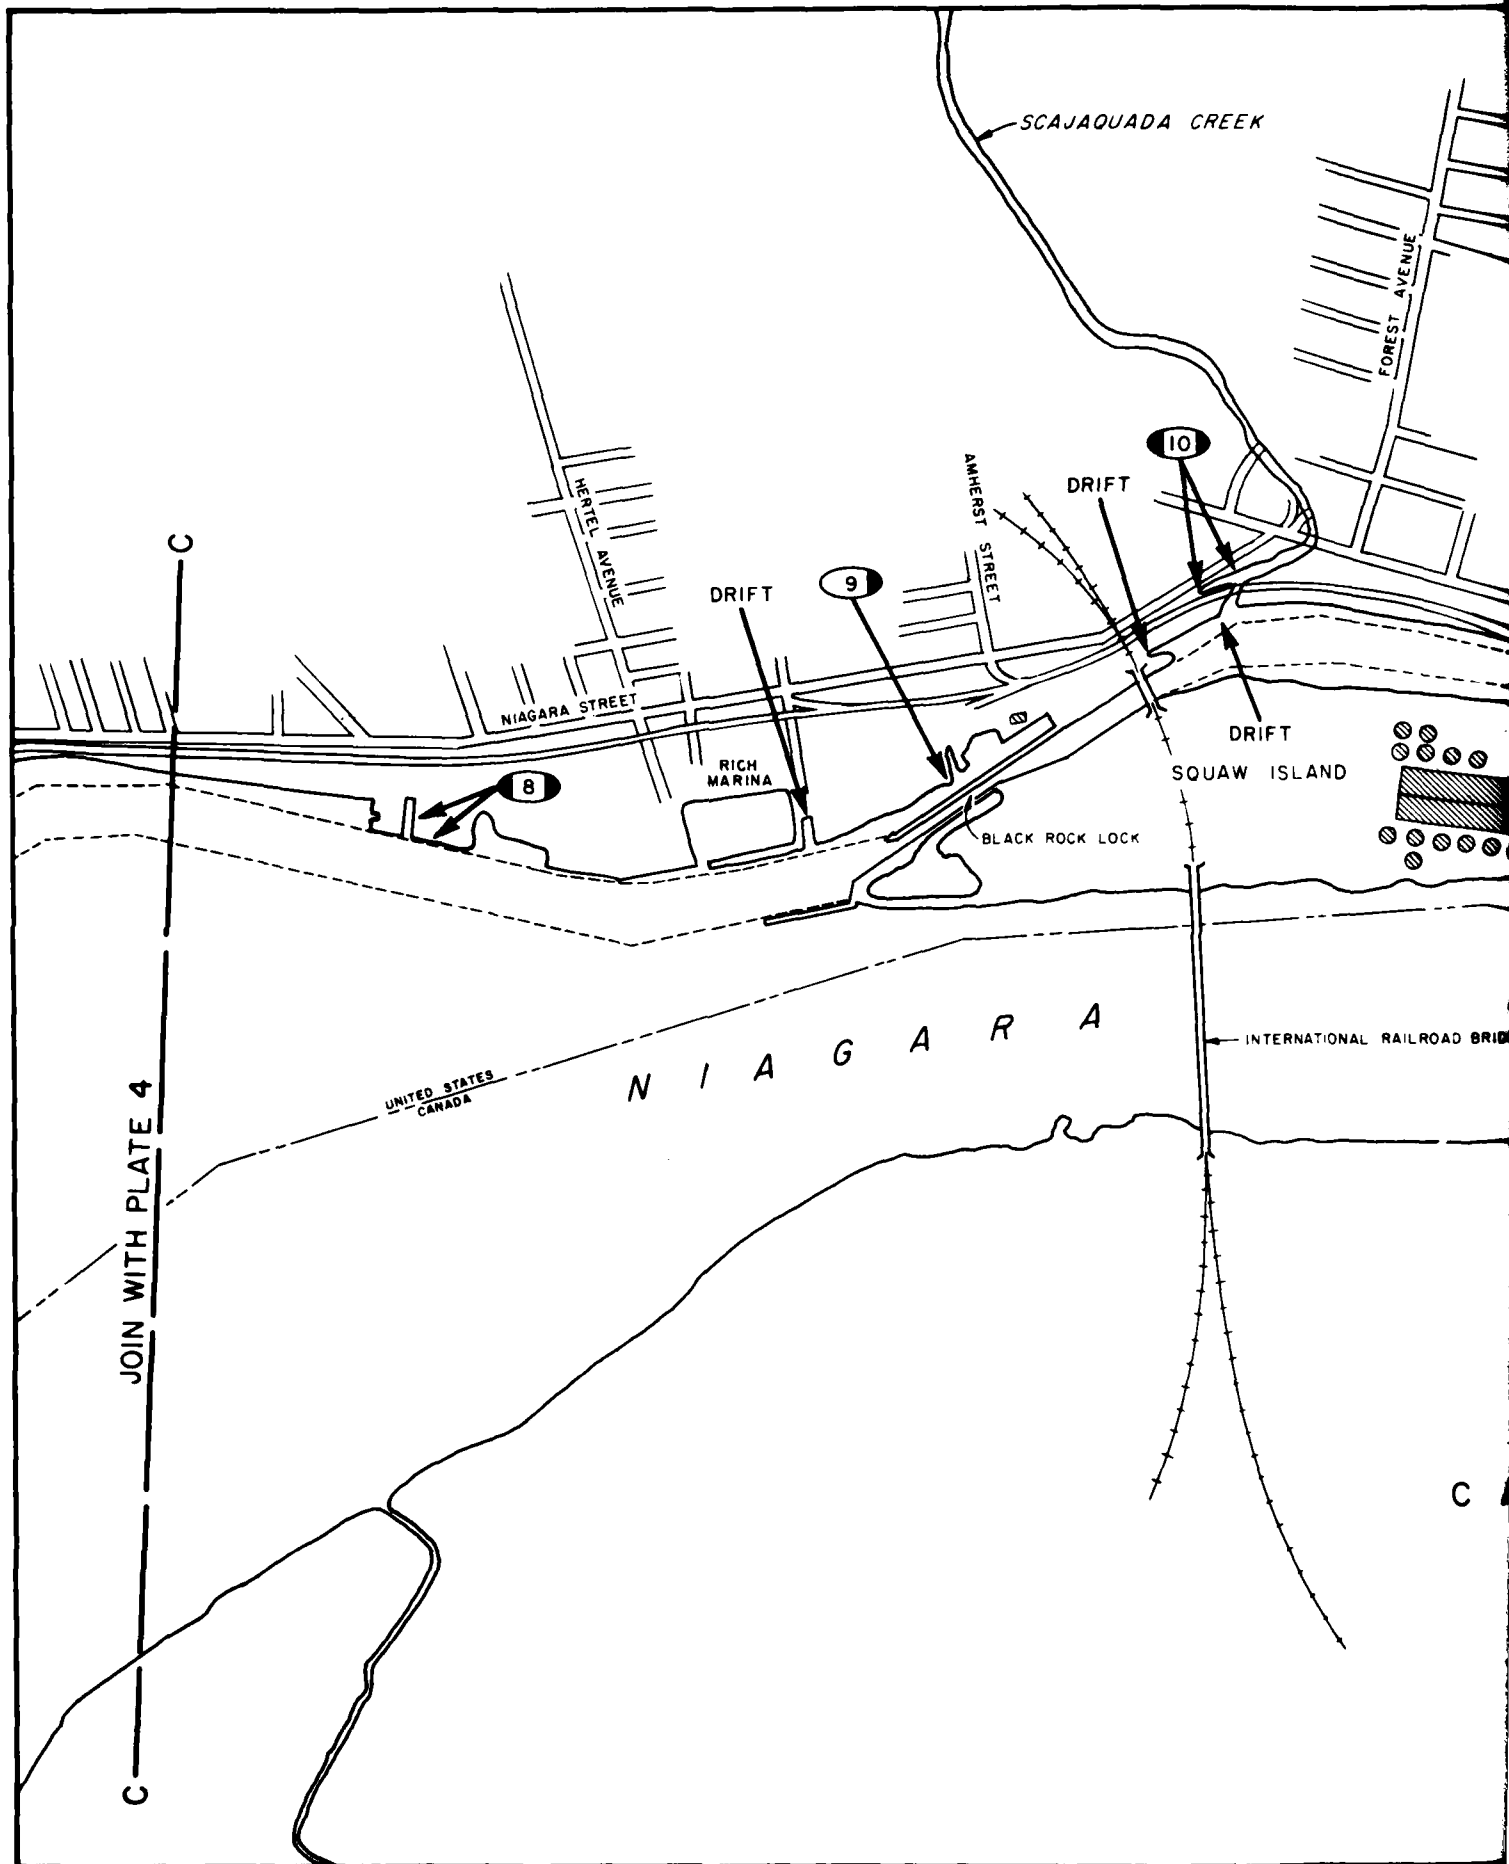 SCAJAQUADA CREEK
FOREST AVENUE
10
AMHERST STREET
DRIFT
HERTEL AVENUE
C
9
DRIFT
NIAGARA STREET
DRIFT
RICH
MARINA
SQUAW ISLAND
8
BLACK ROCK LOCK
N I A G A R A
INTERNATIONAL RAILROAD
UNITED STATES
CANADA
JOIN WITH PLATE 4
C
C